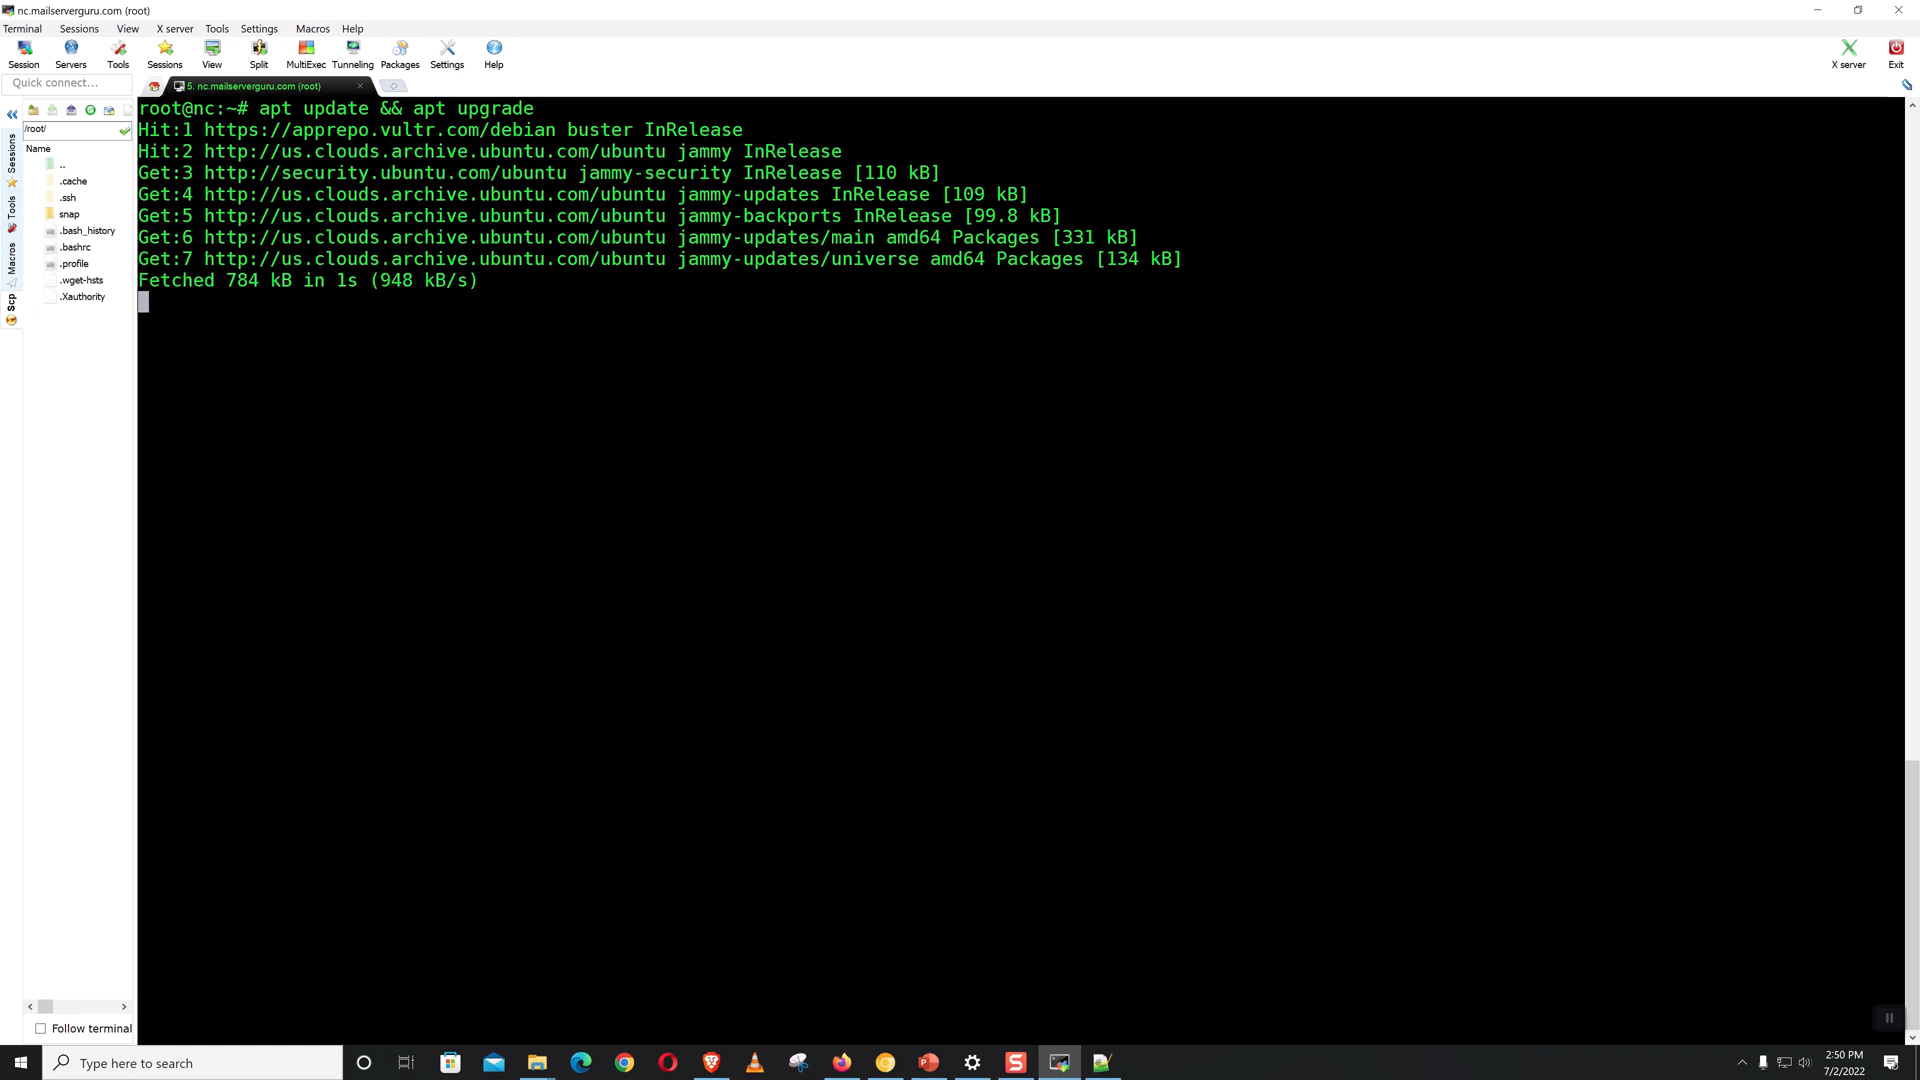 nc.mailserverguru.com (root)
Terminal Sessions View X server Tools Settings Macros Help
Session Servers Tools Sessions View Split MultiExec Tunneling Packages Settings Help X server Exit
Quick connect...
5. nc.mailserverguru.com (root)
/root/
Name
..
.cache
.ssh
snap
.bash_history
.bashrc
.profile
.wget-hsts
.Xauthority
Sessions
Tools
Macros
Scp
root@nc:~# apt update && apt upgrade
Hit:1 https://apprepo.vultr.com/debian buster InRelease
Hit:2 http://us.clouds.archive.ubuntu.com/ubuntu jammy InRelease
Get:3 http://security.ubuntu.com/ubuntu jammy-security InRelease [110 kB]
Get:4 http://us.clouds.archive.ubuntu.com/ubuntu jammy-updates InRelease [109 kB]
Get:5 http://us.clouds.archive.ubuntu.com/ubuntu jammy-backports InRelease [99.8 kB]
Get:6 http://us.clouds.archive.ubuntu.com/ubuntu jammy-updates/main amd64 Packages [331 kB]
Get:7 http://us.clouds.archive.ubuntu.com/ubuntu jammy-updates/universe amd64 Packages [134 kB]
Fetched 784 kB in 1s (948 kB/s)
Follow terminal
Type here to search
2:50 PM
7/2/2022